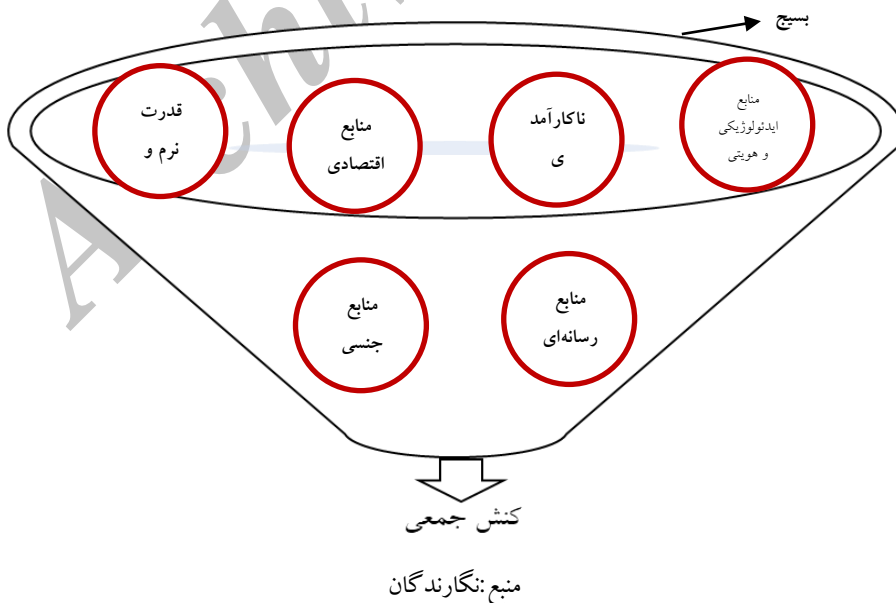 بسیج
منابع
ایدئولوژیکی
و هویتی
ناکارآمد
ی
منابع
اقتصادی
قدرت
نرم و
منابع
رسانه‌ای
منابع
جنسی
کنش جمعی
منبع:نگارندگان